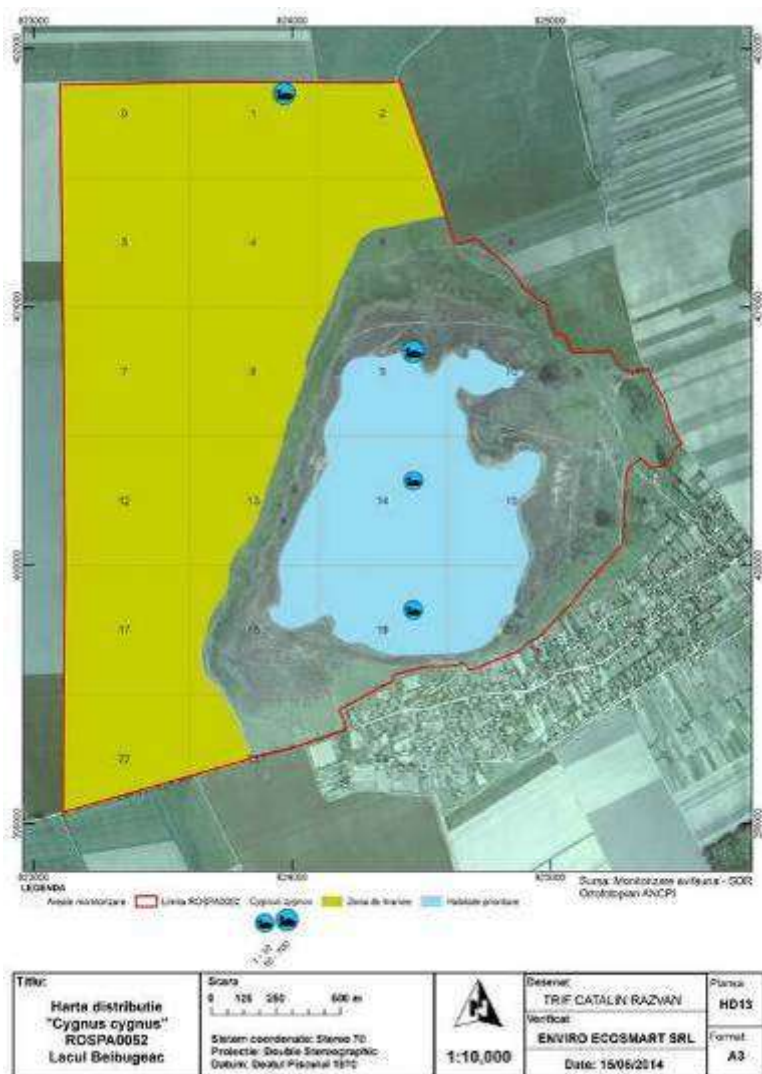 823000 824000 825000
0 1 2
3 4
7 8 9 10
12 13 14 15
17 18 19
22
823000 824000 825000
LEGENDA
Areale monitorizare Limita ROSPA0052 Cygnus cygnus Zona de hranire Habitate prioritare
Sursa: Monitorizare avifauna - SOR
Ortofotoplan ANCPI
Titlu:
Harta distributie
"Cygnus cygnus"
ROSPA0052
Lacul Beibugeac
Scara
0 125 250 500 m
Sistem coordonate: Stereo 70
Proiectie: Double Stereographic
Datum: Dealul Piscului 1970
N
1:10,000
Desenat
TRIF CATALIN RAZVAN
Verificat
ENVIRO ECOSMART SRL
Date: 15/06/2014
Plansa
HD13
Format
A3